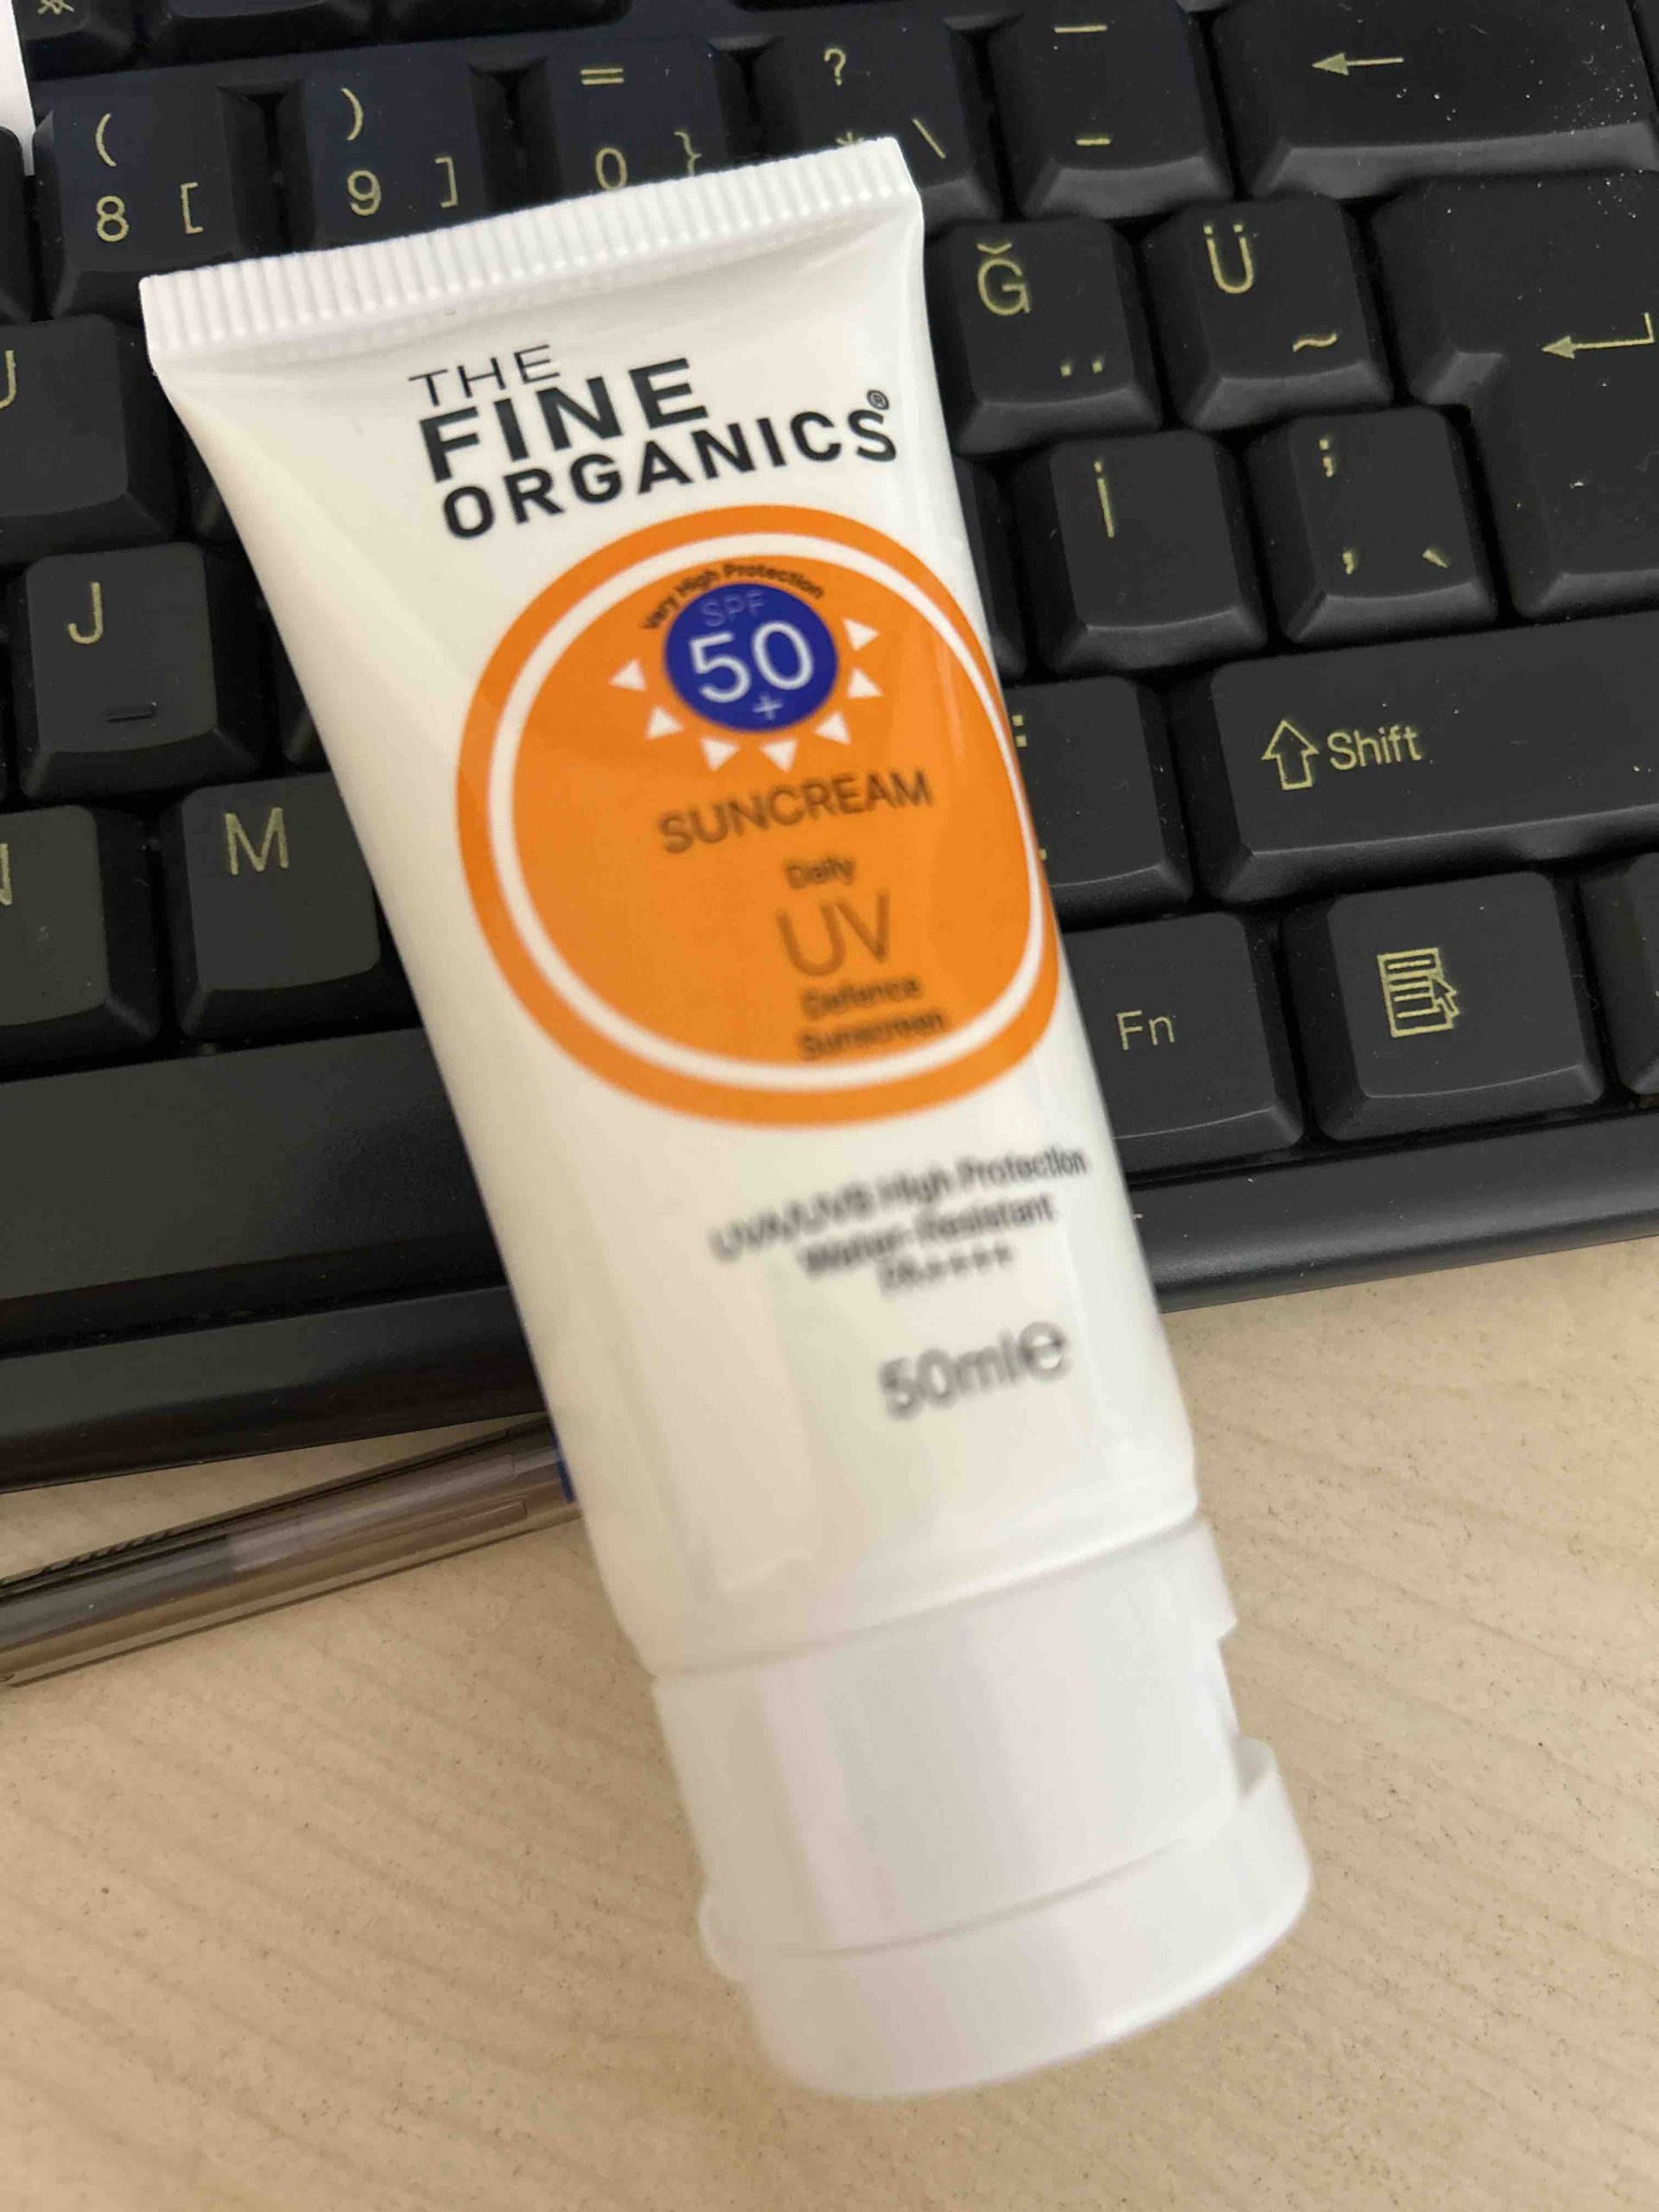 ( 8 [
) 9 ]
= 0 }
? * \
_ -
←
THE
FINE
ORGANICS®
Very High Protection
SPF
50
+
SUNCREAM
Daily
UV
Defence
Sunscreen
UVA/UVB High Protection
Water-Resistant
PA++++
50ml℮
Ğ ¨
Ü ~
J
İ
; , `
M
N
⇧ Shift
Fn